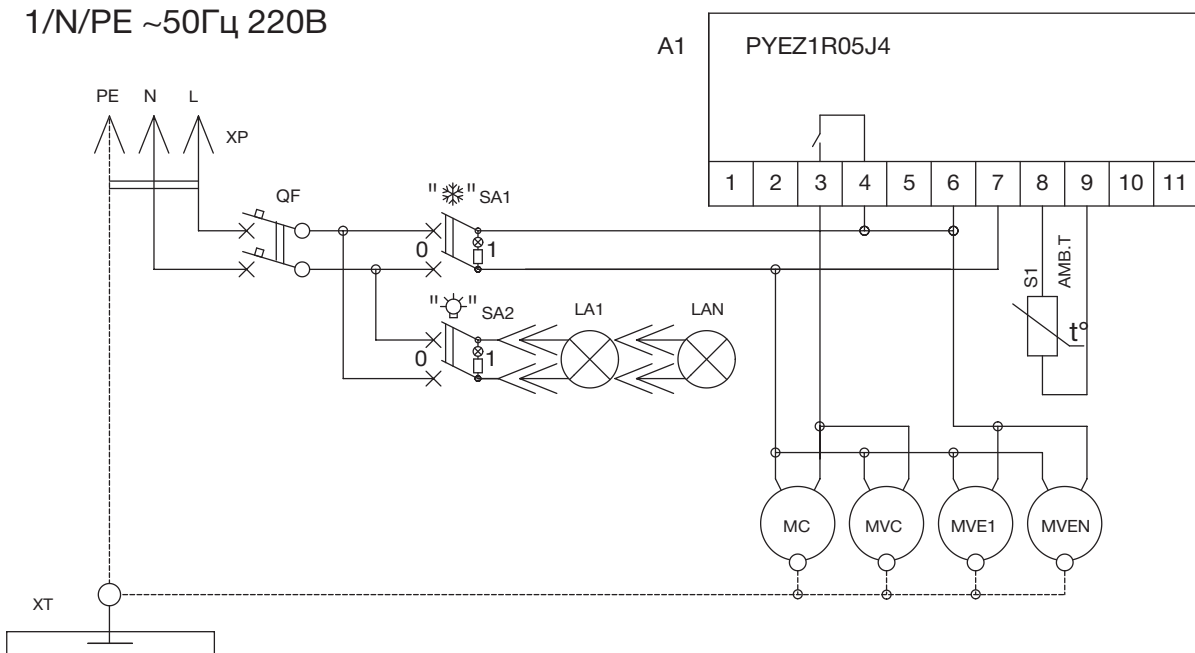 1/N/PE ~50Гц 220В
A1 PYEZ1R05J4
PE N L
XP
1 2 3 4 5 6 7 8 9 10 11
QF
"❄" SA1
0 1
S1
AMB.T
t°
" " SA2
0 1
LA1
LAN
MC MVC MVE1 MVEN
XT